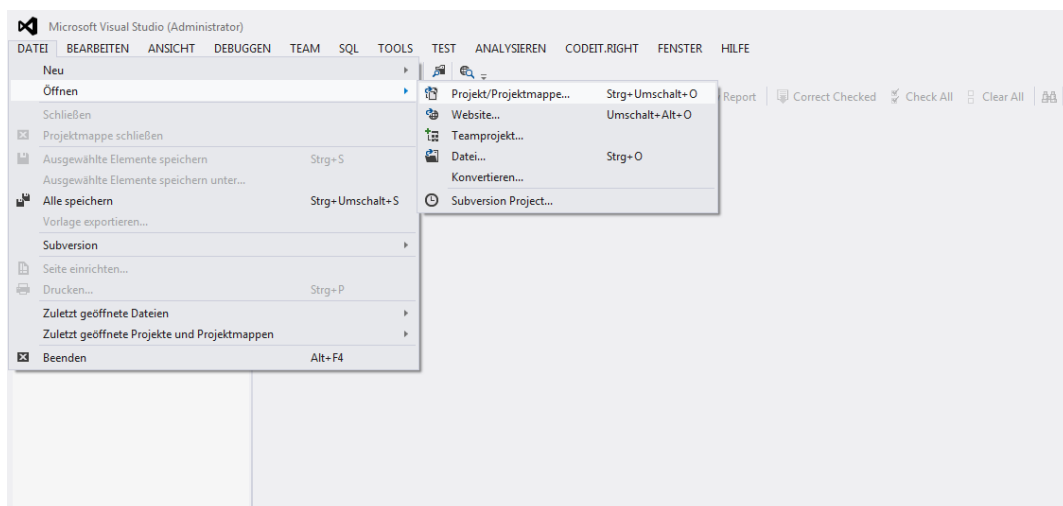 Microsoft Visual Studio (Administrator)
DATEI BEARBEITEN ANSICHT DEBUGGEN TEAM SQL TOOLS TEST ANALYSIEREN CODEIT.RIGHT FENSTER HILFE
Neu
Öffnen
Schließen
Projektmappe schließen
Ausgewählte Elemente speichern Strg+S
Ausgewählte Elemente speichern unter...
Alle speichern Strg+Umschalt+S
Vorlage exportieren...
Subversion
Seite einrichten...
Drucken... Strg+P
Zuletzt geöffnete Dateien
Zuletzt geöffnete Projekte und Projektmappen
Beenden Alt+F4
Projekt/Projektmappe... Strg+Umschalt+O
Website... Umschalt+Alt+O
Teamprojekt...
Datei... Strg+O
Konvertieren...
Subversion Project...
Report Correct Checked Check All Clear All